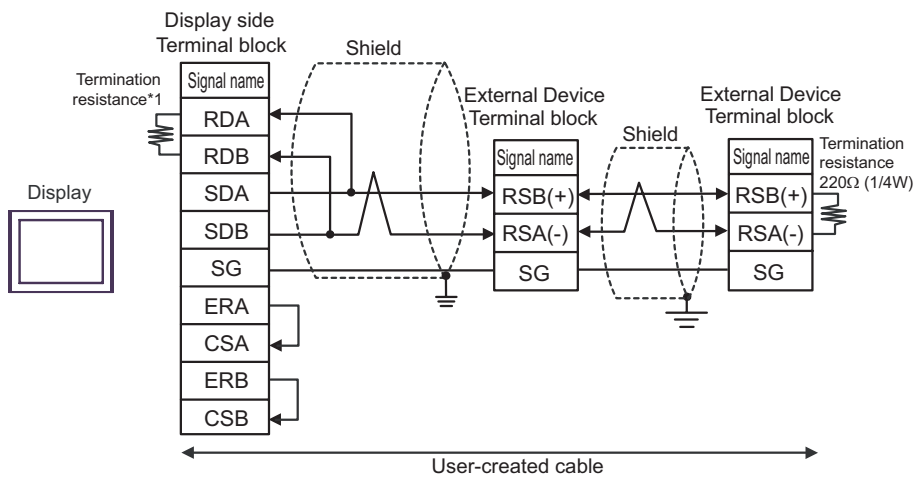 Display side
Terminal block
Shield
Termination
resistance*1
Signal name
RDA
RDB
SDA
SDB
SG
ERA
CSA
ERB
CSB
Display
External Device
Terminal block
Signal name
RSB(+)
RSA(-)
SG
Shield
External Device
Terminal block
Signal name
RSB(+)
RSA(-)
SG
Termination
resistance
220Ω (1/4W)
User-created cable